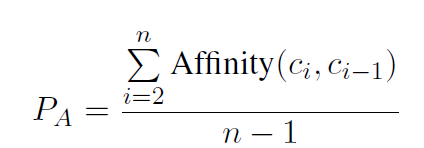 P_A = \frac{\sum_{i=2}^{n} \text{Affinity}(c_i, c_{i-1})}{n-1}